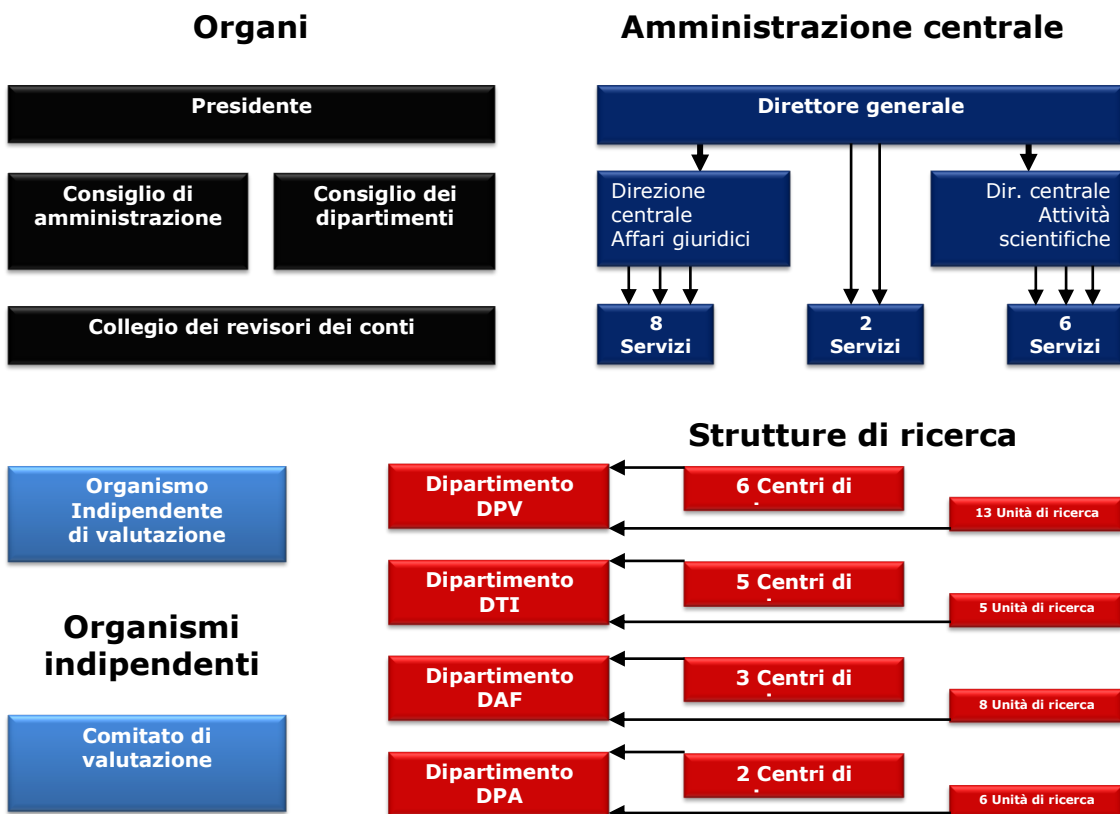 Organi
Presidente
Consiglio di
amministrazione
Consiglio dei
dipartimenti
Collegio dei revisori dei conti
Amministrazione centrale
Direttore generale
Direzione
centrale
Affari giuridici
Dir. centrale
Attività
scientifiche
8
Servizi
2
Servizi
6
Servizi
Organismo
Indipendente
di valutazione
Organismi
indipendenti
Comitato di
valutazione
Strutture di ricerca
Dipartimento
DPV
6 Centri di
13 Unità di ricerca
Dipartimento
DTI
5 Centri di
5 Unità di ricerca
Dipartimento
DAF
3 Centri di
8 Unità di ricerca
Dipartimento
DPA
2 Centri di
6 Unità di ricerca